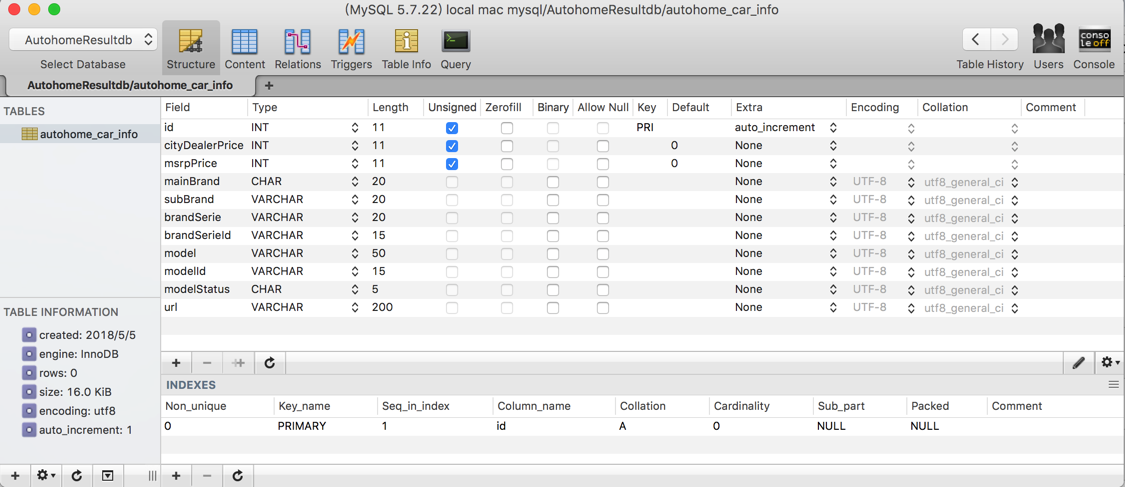 (MySQL 5.7.22) local mac mysql/AutohomeResultdb/autohome_car_info
AutohomeResultdb
Select Database
Structure Content Relations Triggers Table Info Query
console off
Table History Users Console
AutohomeResultdb/autohome_car_info +
TABLES
autohome_car_info
Field Type Length Unsigned Zerofill Binary Allow Null Key Default Extra Encoding Collation Comment
id INT 11 PRI auto_increment
cityDealerPrice INT 11 0 None
msrpPrice INT 11 0 None
mainBrand CHAR 20 None UTF-8 utf8_general_ci
subBrand VARCHAR 20 None UTF-8 utf8_general_ci
brandSerie VARCHAR 20 None UTF-8 utf8_general_ci
brandSerieId VARCHAR 15 None UTF-8 utf8_general_ci
model VARCHAR 50 None UTF-8 utf8_general_ci
modelId VARCHAR 15 None UTF-8 utf8_general_ci
modelStatus CHAR 5 None UTF-8 utf8_general_ci
url VARCHAR 200 None UTF-8 utf8_general_ci
TABLE INFORMATION
created: 2018/5/5
engine: InnoDB
rows: 0
size: 16.0 KiB
encoding: utf8
auto_increment: 1
INDEXES
Non_unique Key_name Seq_in_index Column_name Collation Cardinality Sub_part Packed Comment
0 PRIMARY 1 id A 0 NULL NULL